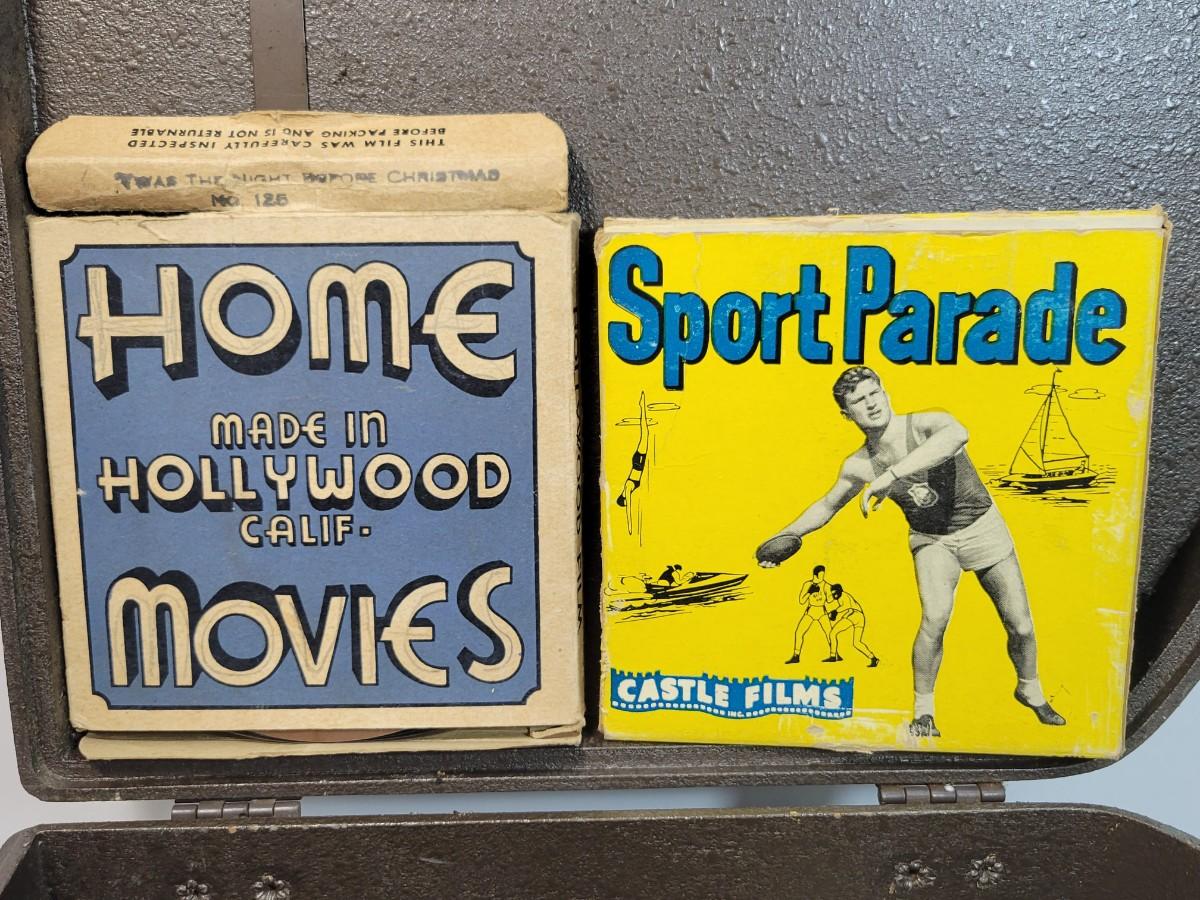 THIS FILM WAS CAREFULLY INSPECTED
BEFORE PACKING AND IS NOT RETURNABLE
'TWAS THE NIGHT BEFORE CHRISTMAS
NO. 125
HOME
MADE IN
HOLLYWOOD
CALIF.
MOVIES
Sport Parade
CASTLE FILMS
INC.